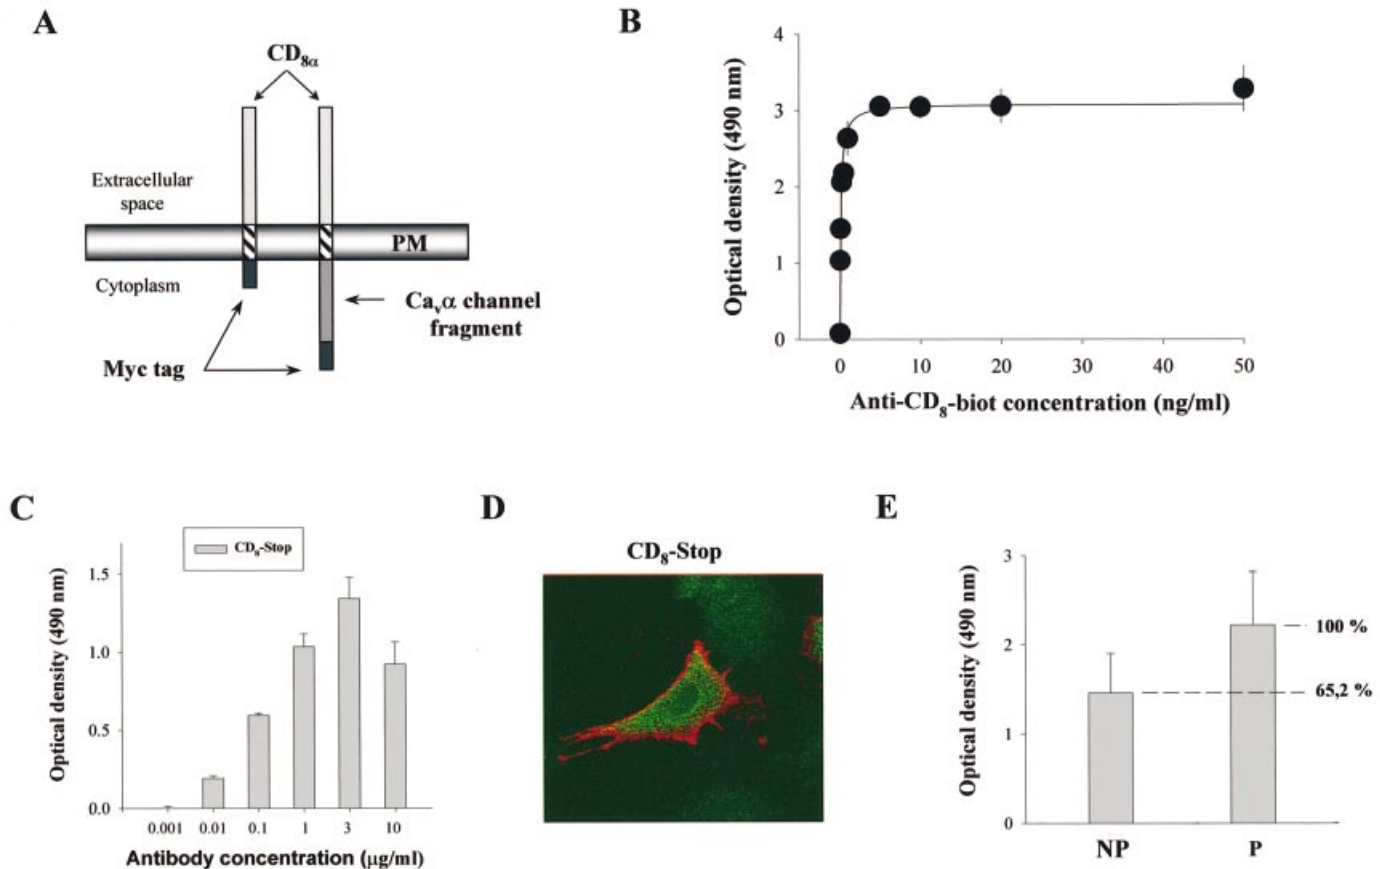 A
CD8α
Extracellular
space
PM
Cytoplasm
Cavα channel
fragment
Myc tag
B
Optical density (490 nm)
4
3
2
1
0
0 10 20 30 40 50
Anti-CD8-biot concentration (ng/ml)
C
CD8-Stop
Optical density (490 nm)
1.5
1.0
0.5
0.0
0.001 0.01 0.1 1 3 10
Antibody concentration (µg/ml)
D
CD8-Stop
E
Optical density (490 nm)
3
2
1
0
100 %
65,2 %
NP P